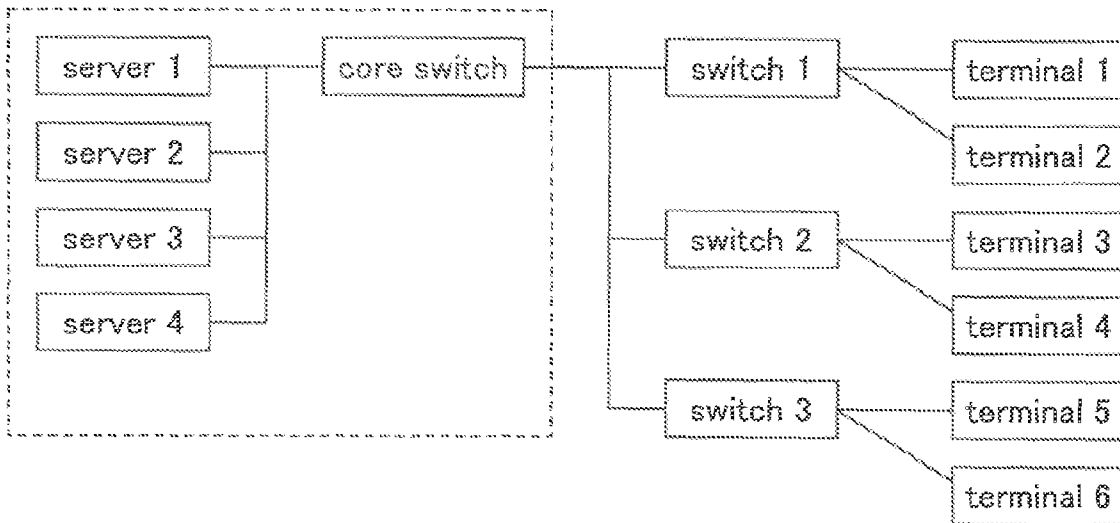 server 1
core switch
switch 1
terminal 1
server 2
terminal 2
server 3
switch 2
terminal 3
server 4
terminal 4
switch 3
terminal 5
terminal 6